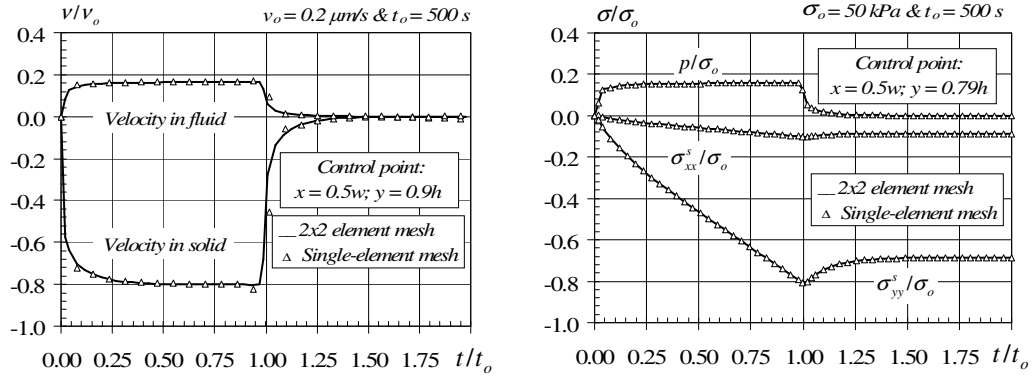 v/vₒ
vₒ = 0.2 μm/s & tₒ = 500 s
0.4
0.2
0.0
-0.2
-0.4
-0.6
-0.8
-1.0
Velocity in fluid
Control point:
x = 0.5w; y = 0.9h
2x2 element mesh
Single-element mesh
Velocity in solid
0.00 0.25 0.50 0.75 1.00 1.25 1.50 1.75 t/tₒ
σ/σₒ
σₒ = 50 kPa & tₒ = 500 s
0.4
0.2
0.0
-0.2
-0.4
-0.6
-0.8
-1.0
p/σₒ
Control point:
x = 0.5w; y = 0.79h
σˢₓₓ/σₒ
2x2 element mesh
Single-element mesh
σ^s_yy/σₒ
0.00 0.25 0.50 0.75 1.00 1.25 1.50 1.75 t/tₒ